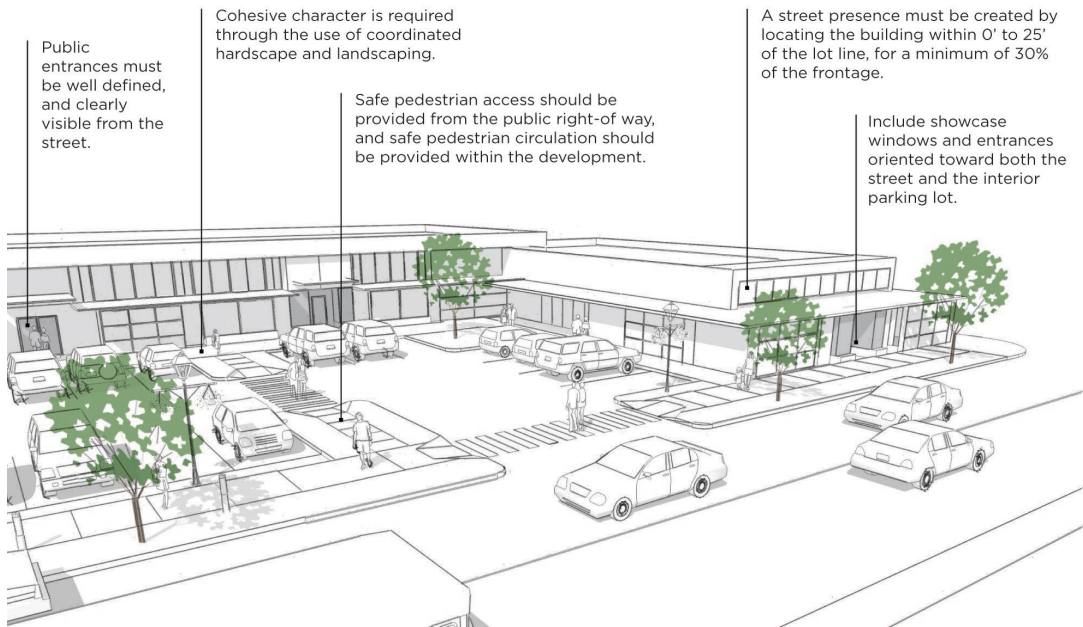 Public
entrances must
be well defined,
and clearly
visible from the
street.
Cohesive character is required
through the use of coordinated
hardscape and landscaping.
Safe pedestrian access should be
provided from the public right-of way,
and safe pedestrian circulation should
be provided within the development.
A street presence must be created by
locating the building within 0’ to 25’
of the lot line, for a minimum of 30%
of the frontage.
Include showcase
windows and entrances
oriented toward both the
street and the interior
parking lot.